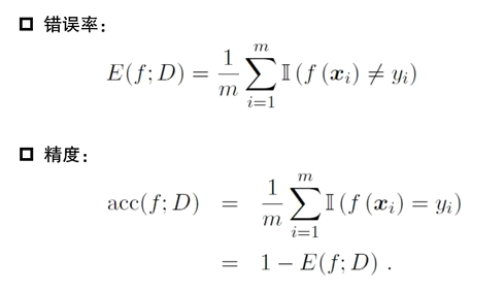 □ 错误率:
E(f; D) = \frac{1}{m} \sum_{i=1}^{m} \mathbb{I}(f(\boldsymbol{x}_i) \neq y_i)
□ 精度:
acc(f; D) = \frac{1}{m} \sum_{i=1}^{m} \mathbb{I}(f(\boldsymbol{x}_i) = y_i)
= 1 − E(f; D) .